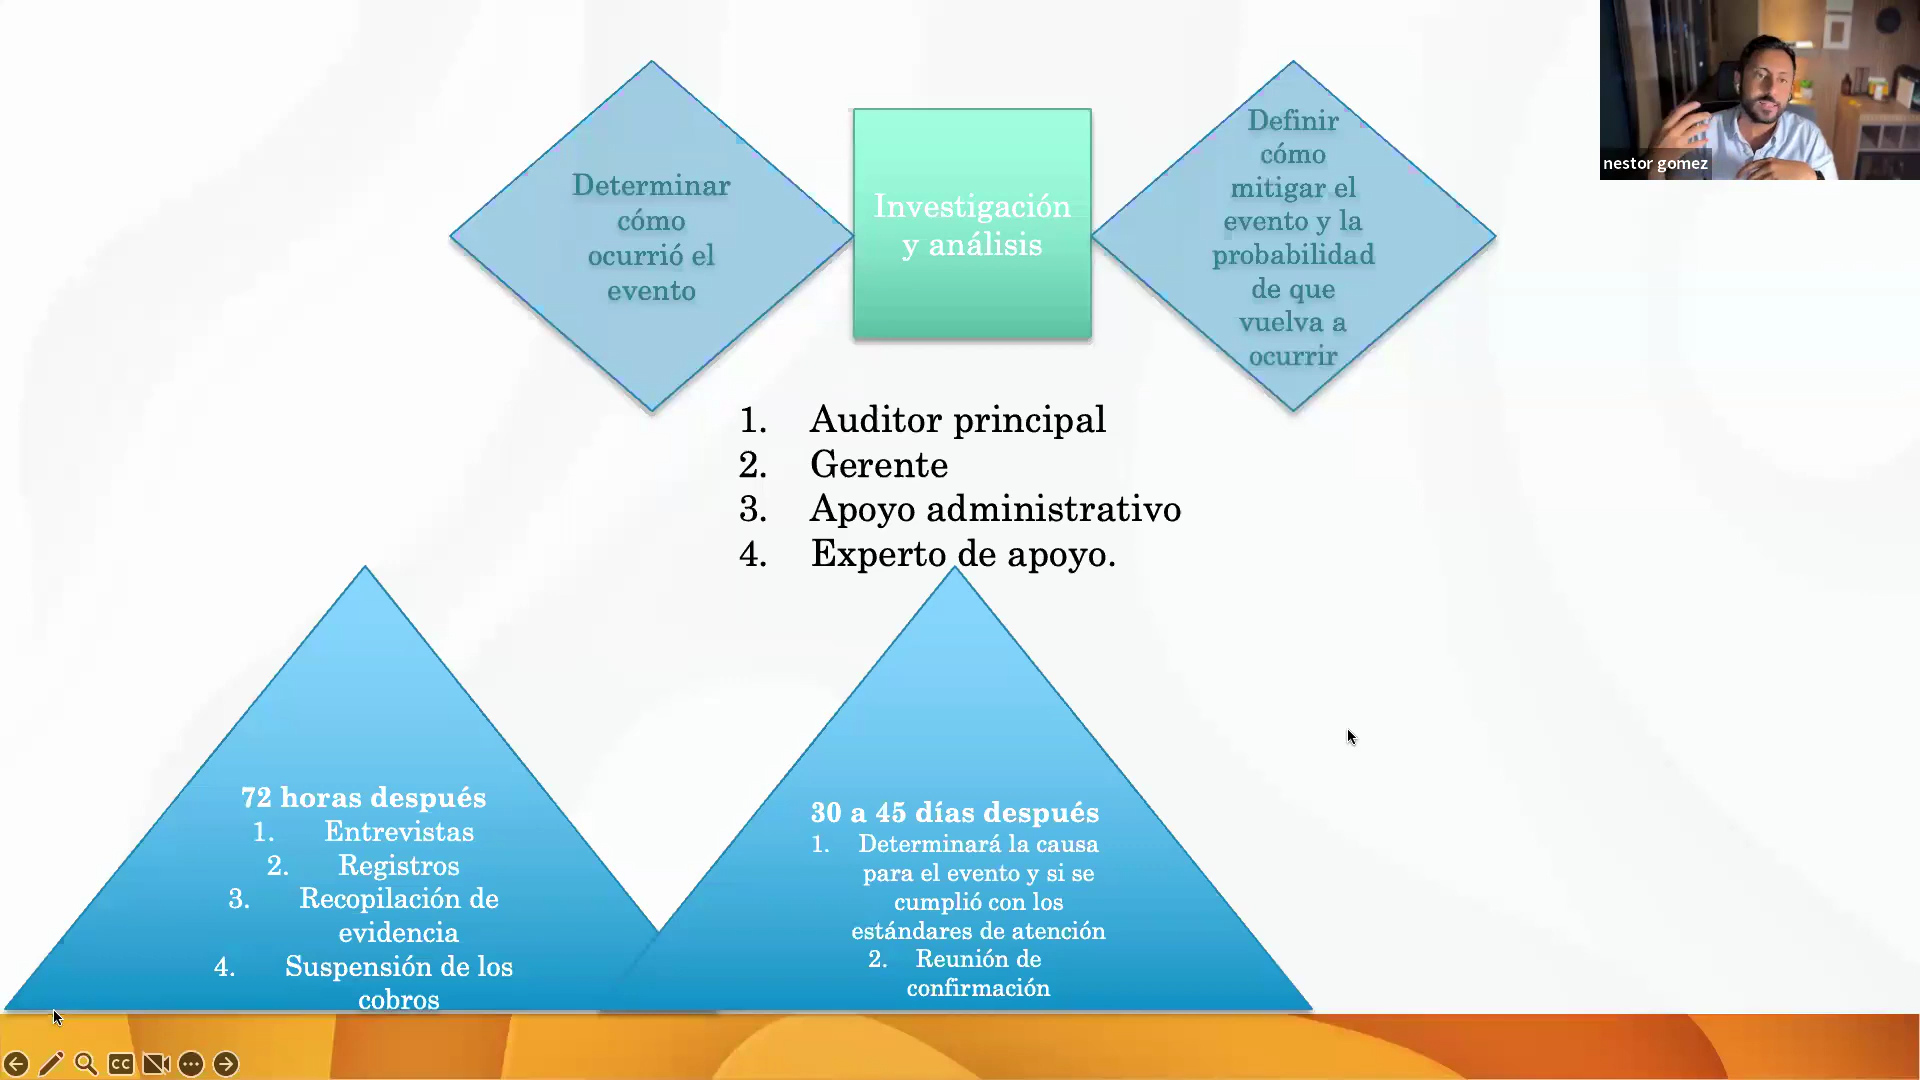 Determinar
cómo
ocurrió el
evento
Investigación
y análisis
Definir
cómo
mitigar el
evento y la
probabilidad
de que
vuelva a
ocurrir
nestor gomez
1. Auditor principal
2. Gerente
3. Apoyo administrativo
4. Experto de apoyo.
72 horas después
1. Entrevistas
2. Registros
3. Recopilación de
evidencia
4. Suspensión de los
cobros
30 a 45 días después
1. Determinará la causa
para el evento y si se
cumplió con los
estándares de atención
2. Reunión de
confirmación
CC